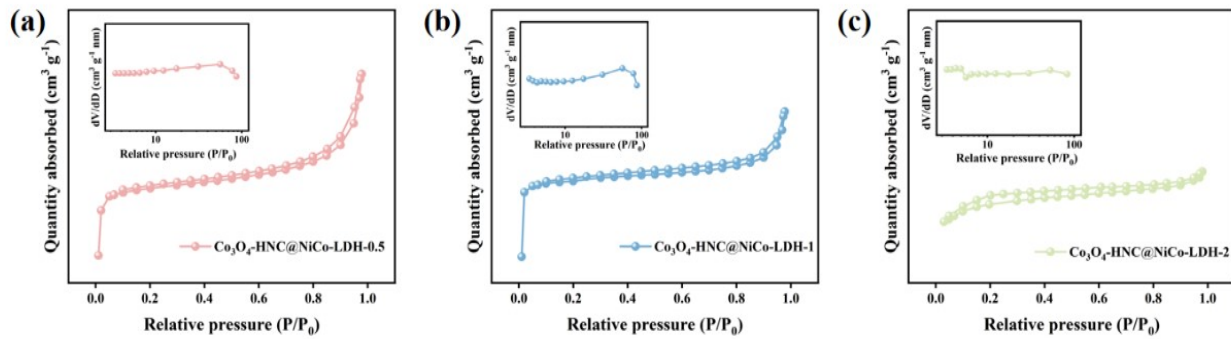 (a)
Quantity absorbed (cm³ g⁻¹)
dV/dD (cm³ g⁻¹ nm)
10 100
Relative pressure (P/P₀)
Co₃O₄-HNC@NiCo-LDH-0.5
0.0 0.2 0.4 0.6 0.8 1.0
Relative pressure (P/P₀)
(b)
Quantity absorbed (cm³ g⁻¹)
dV/dD (cm³ g⁻¹ nm)
10 100
Relative pressure (P/P₀)
Co₃O₄-HNC@NiCo-LDH-1
0.0 0.2 0.4 0.6 0.8 1.0
Relative pressure (P/P₀)
(c)
Quantity absorbed (cm³ g⁻¹)
dV/dD (cm³ g⁻¹ nm)
10 100
Relative pressure (P/P₀)
Co₃O₄-HNC@NiCo-LDH-2
0.0 0.2 0.4 0.6 0.8 1.0
Relative pressure (P/P₀)